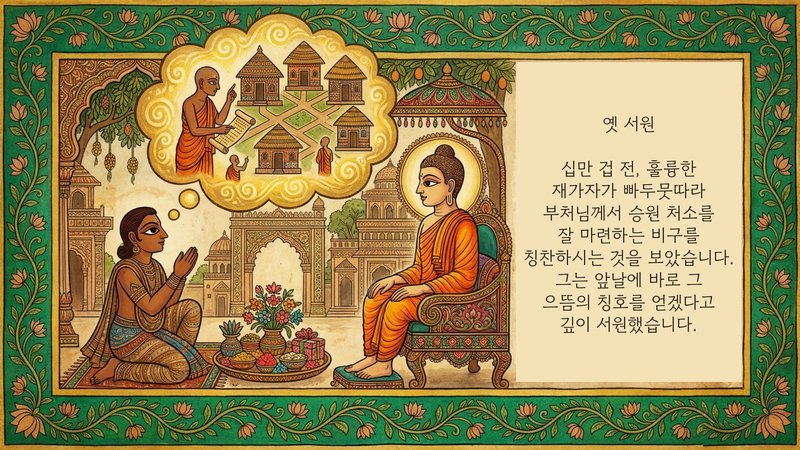 옛 서원
십만 겁 전, 훌륭한
재가자가 빠두뭇따라
부처님께서 승원 처소를
잘 마련하는 비구를
칭찬하시는 것을 보았습니다.
그는 앞날에 바로 그
으뜸의 칭호를 얻겠다고
깊이 서원했습니다.